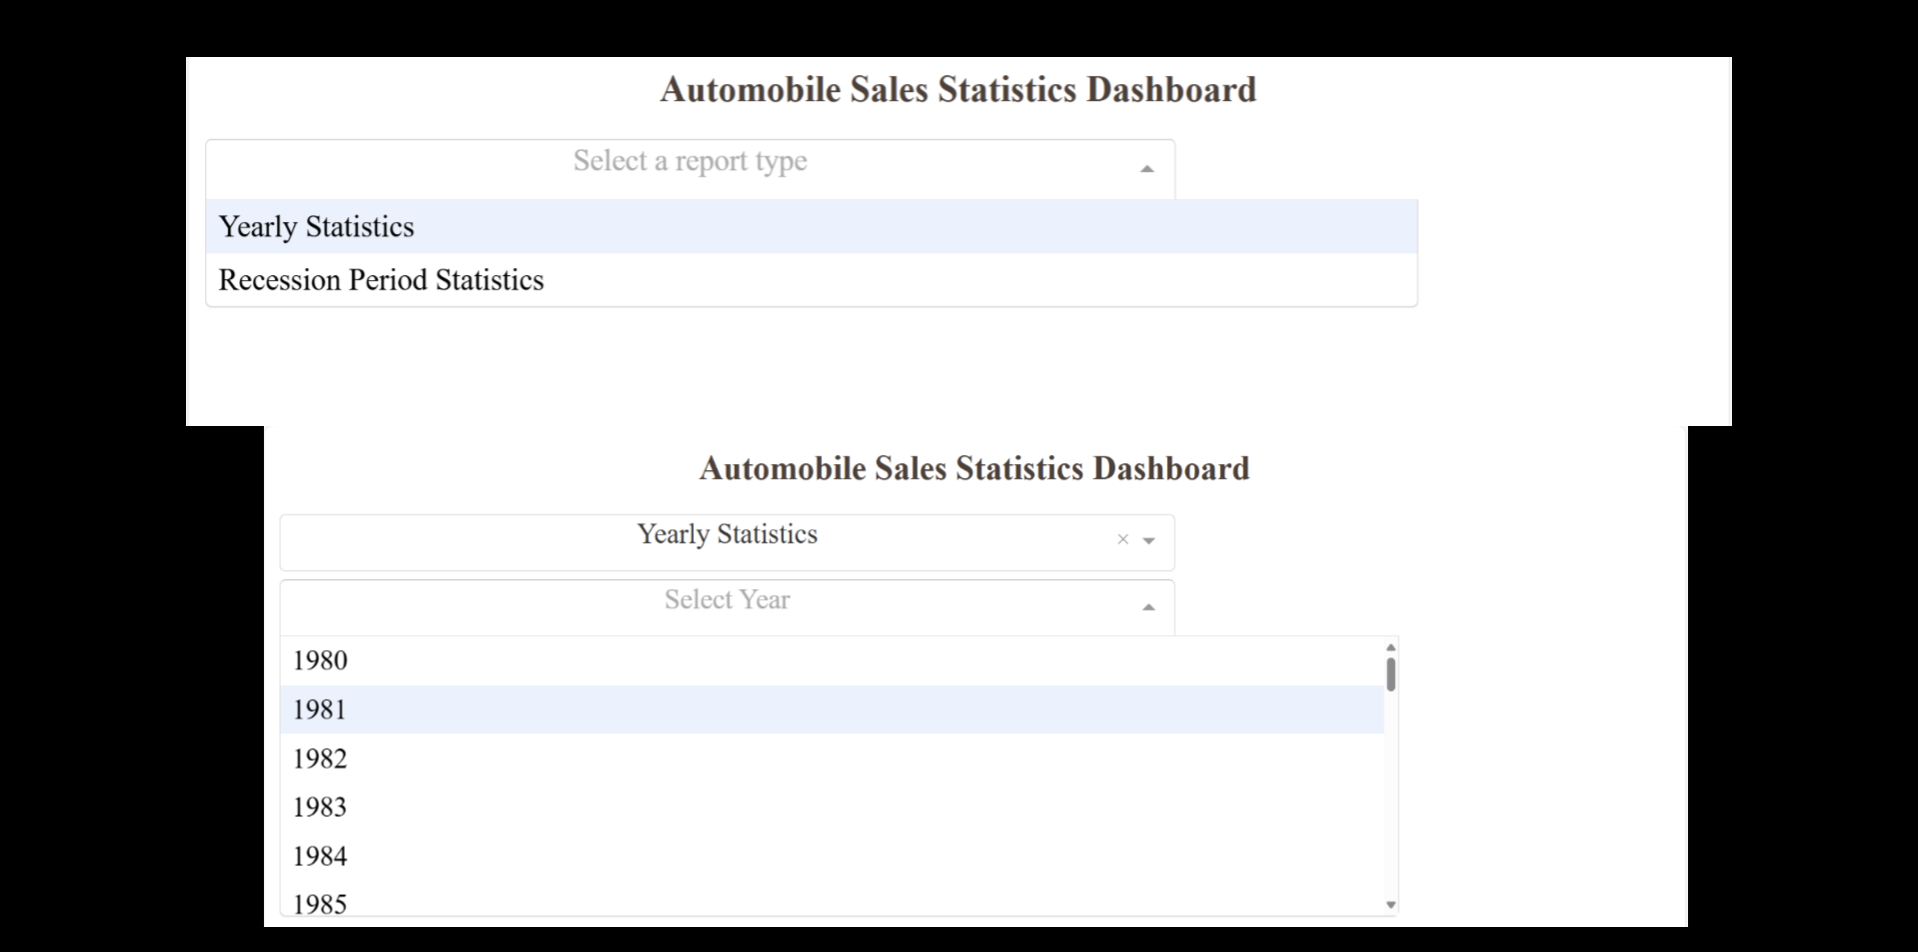 Automobile Sales Statistics Dashboard
Select a report type
Yearly Statistics
Recession Period Statistics
Automobile Sales Statistics Dashboard
Yearly Statistics ×
Select Year
1980
1981
1982
1983
1984
1985